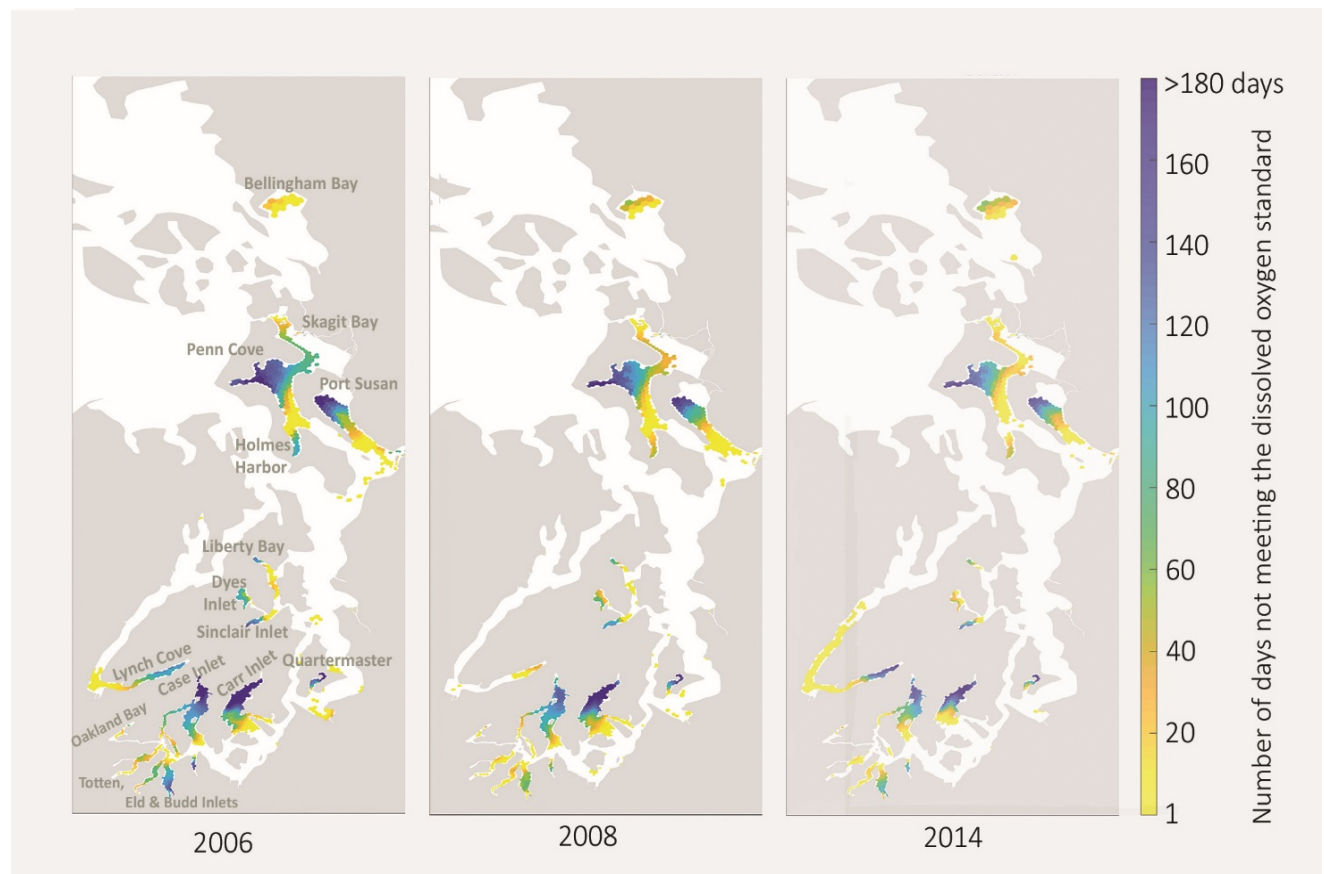 Bellingham Bay
Skagit Bay
Penn Cove
Port Susan
Holmes
Harbor
Liberty Bay
Dyes
Inlet
Sinclair Inlet
Lynch Cove
Case Inlet
Carr Inlet
Quartermaster
Oakland Bay
Totten,
Eld & Budd Inlets
2006
2008
2014
>180 days
160
140
120
100
80
60
40
20
1
Number of days not meeting the dissolved oxygen standard